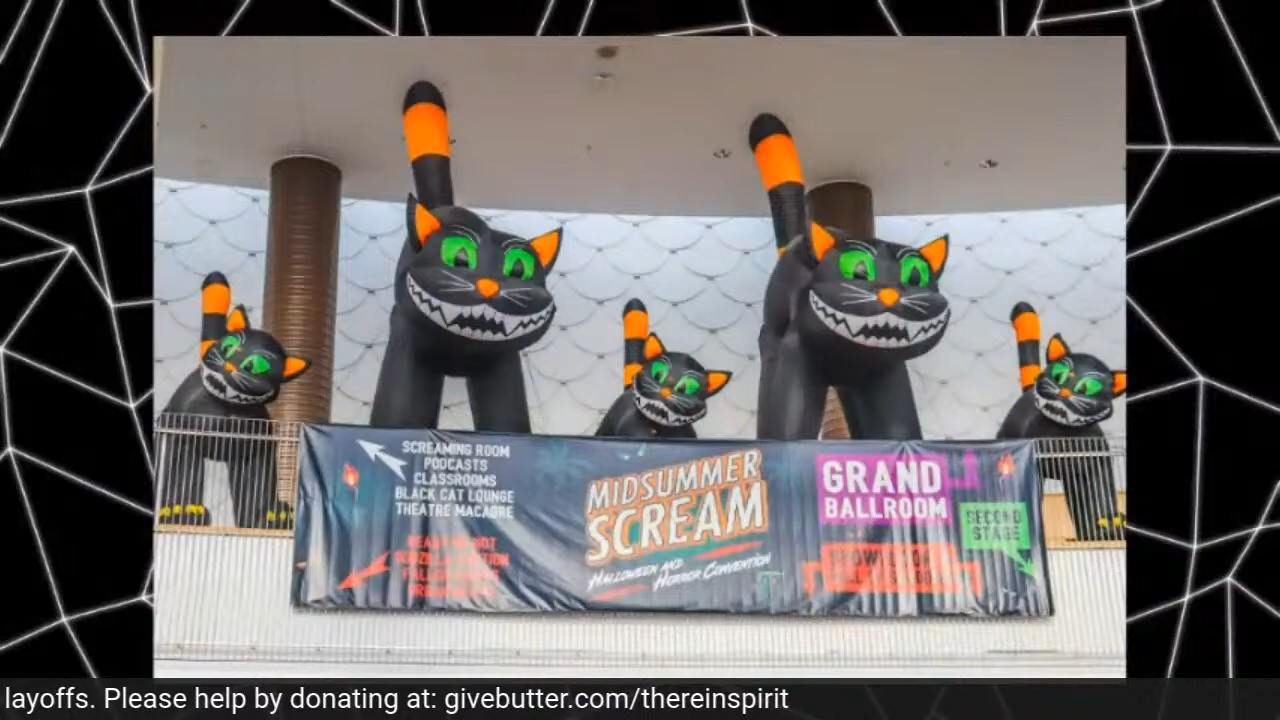 SCREAMING ROOM
PODCASTS
CLASSROOMS
BLACK CAT LOUNGE
THEATRE MACABRE
MIDSUMMER
SCREAM
HALLOWEEN AND
HORROR CONVENTION
GRAND
BALLROOM
SECOND
STAGE
layoffs. Please help by donating at: givebutter.com/thereinspirit